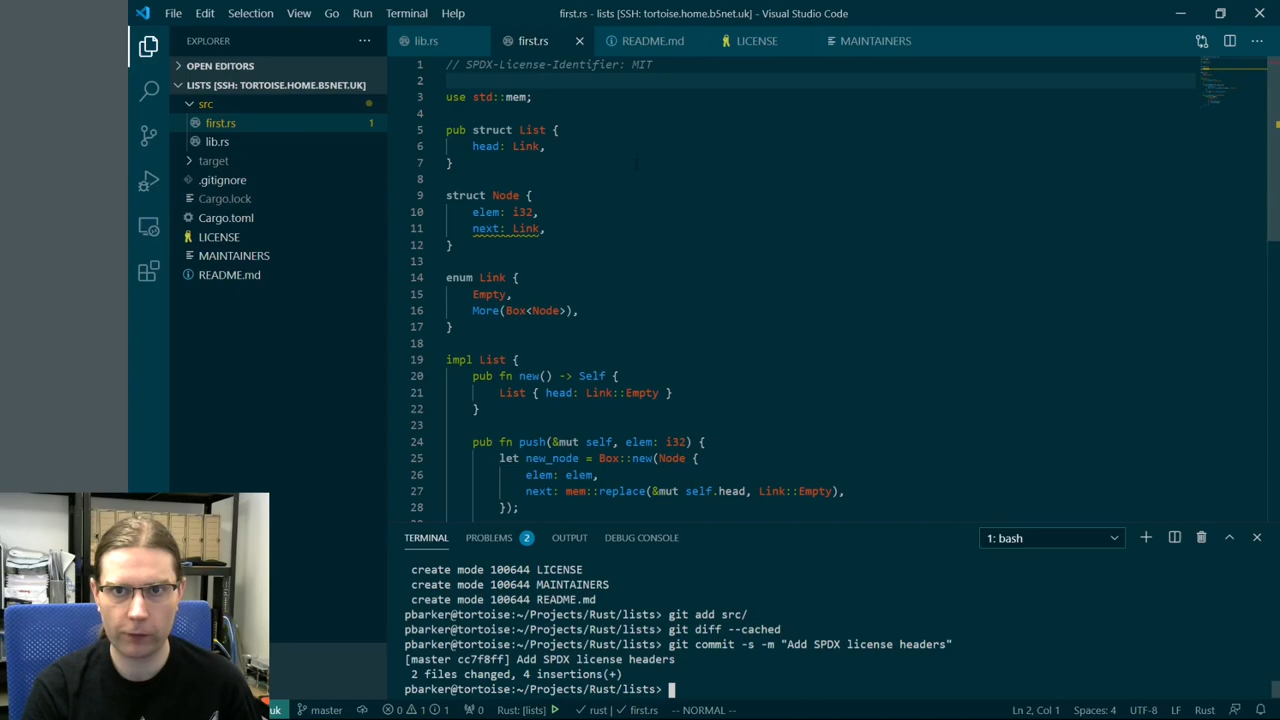 File Edit Selection View Go Run Terminal Help first.rs - lists [SSH: tortoise.home.b5net.uk] - Visual Studio Code
EXPLORER
lib.rs first.rs README.md LICENSE MAINTAINERS
OPEN EDITORS
LISTS [SSH: TORTOISE.HOME.B5NET.UK]
src
first.rs 1
lib.rs
target
.gitignore
Cargo.lock
Cargo.toml
LICENSE
MAINTAINERS
README.md
1 // SPDX-License-Identifier: MIT
2
3 use std::mem;
4
5 pub struct List {
6 head: Link,
7 }
8
9 struct Node {
10 elem: i32,
11 next: Link,
12 }
13
14 enum Link {
15 Empty,
16 More(Box<Node>),
17 }
18
19 impl List {
20 pub fn new() -> Self {
21 List { head: Link::Empty }
22 }
23
24 pub fn push(&mut self, elem: i32) {
25 let new_node = Box::new(Node {
26 elem: elem,
27 next: mem::replace(&mut self.head, Link::Empty),
28 });
TERMINAL PROBLEMS 2 OUTPUT DEBUG CONSOLE 1: bash
create mode 100644 LICENSE
create mode 100644 MAINTAINERS
create mode 100644 README.md
pbarker@tortoise:~/Projects/Rust/lists> git add src/
pbarker@tortoise:~/Projects/Rust/lists> git diff --cached
pbarker@tortoise:~/Projects/Rust/lists> git commit -s -m "Add SPDX license headers"
[master cc7f8ff] Add SPDX license headers
2 files changed, 4 insertions(+)
pbarker@tortoise:~/Projects/Rust/lists>
uk master 0 1 1 0 Rust: [lists] rust | first.rs -- NORMAL -- Ln 2, Col 1 Spaces: 4 UTF-8 LF Rust